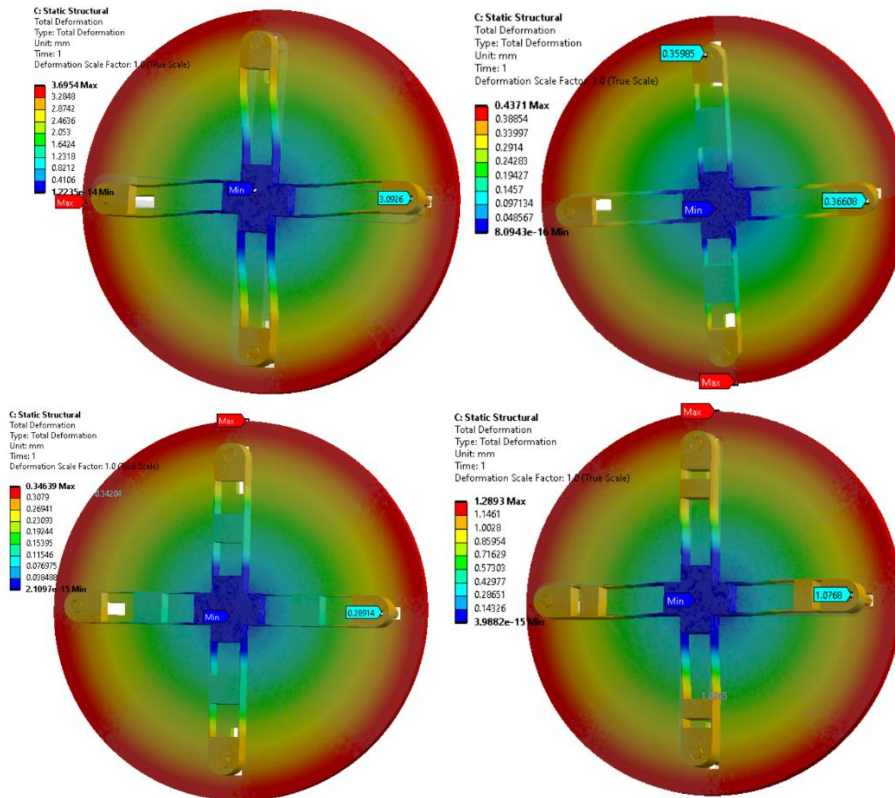 C: Static Structural
Total Deformation
Type: Total Deformation
Unit: mm
Time: 1
Deformation Scale Factor: 1.0 (True Scale)
3.6954 Max
3.2848
2.8742
2.4636
2.053
1.6424
1.2318
0.8212
0.4106
1.2235e-14 Min
Max
Min
3.0926
C: Static Structural
Total Deformation
Type: Total Deformation
Unit: mm
Time: 1
Deformation Scale Factor: 1.0 (True Scale)
0.35985
0.4371 Max
0.38854
0.33997
0.2914
0.24283
0.19427
0.1457
0.097134
0.048567
8.0943e-16 Min
Min
0.36608
Max
C: Static Structural
Total Deformation
Type: Total Deformation
Unit: mm
Time: 1
Deformation Scale Factor: 1.0 (True Scale)
Max
0.34639 Max
0.3079
0.26941
0.23093
0.19244
0.15395
0.11546
0.076975
0.038488
2.1097e-15 Min
0.34204
Min
0.28914
C: Static Structural
Total Deformation
Type: Total Deformation
Unit: mm
Time: 1
Deformation Scale Factor: 1.0 (True Scale)
Max
1.2893 Max
1.1461
1.0028
0.85954
0.71629
0.57303
0.42977
0.28651
0.14326
3.9882e-15 Min
Min
1.0768